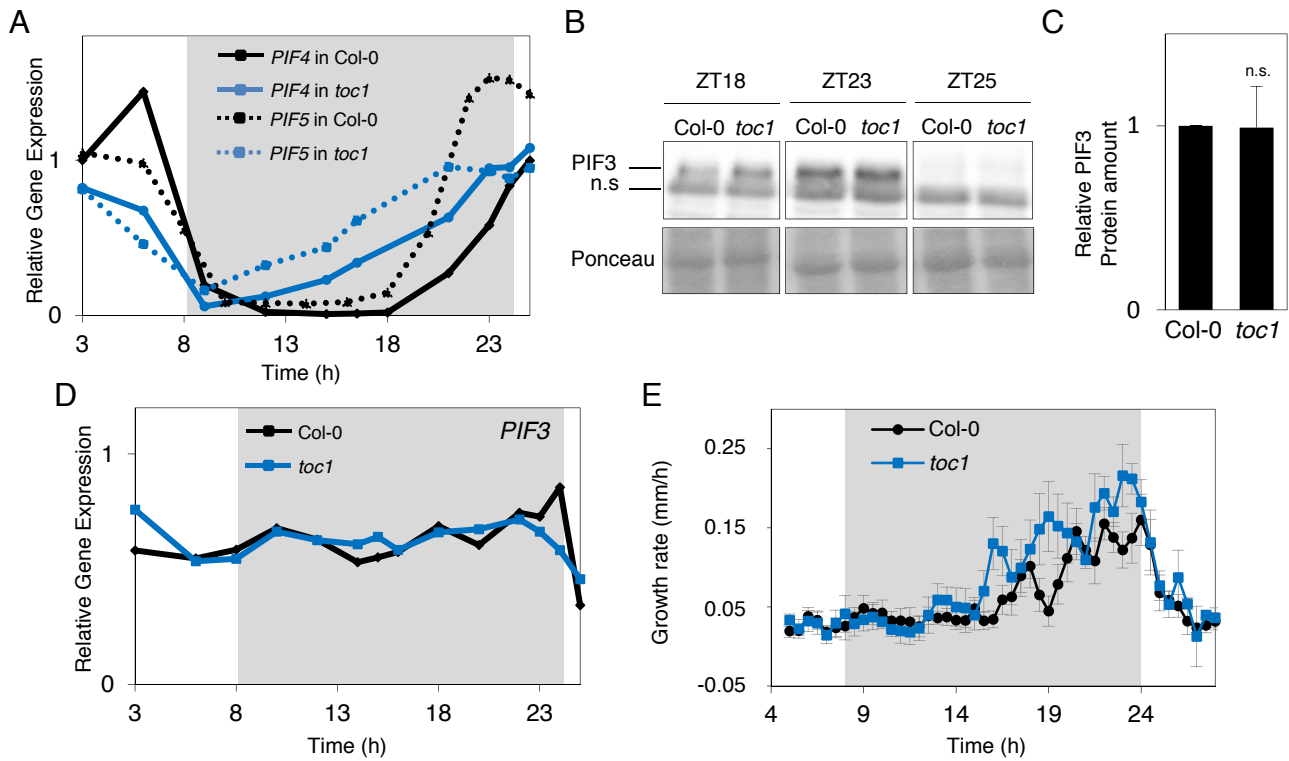 A
Relative Gene Expression
1
0
3
8
13
18
23
Time (h)
PIF4 in Col-0
PIF4 in toc1
PIF5 in Col-0
PIF5 in toc1
B
ZT18
ZT23
ZT25
Col-0 toc1
Col-0 toc1
Col-0 toc1
PIF3
n.s
Ponceau
C
Relative PIF3
Protein amount
1
0
n.s.
Col-0 toc1
D
Relative Gene Expression
1
0
3
8
13
18
23
Time (h)
Col-0
toc1
PIF3
E
Growth rate (mm/h)
0.25
0.15
0.05
-0.05
4
9
14
19
24
Time (h)
Col-0
toc1